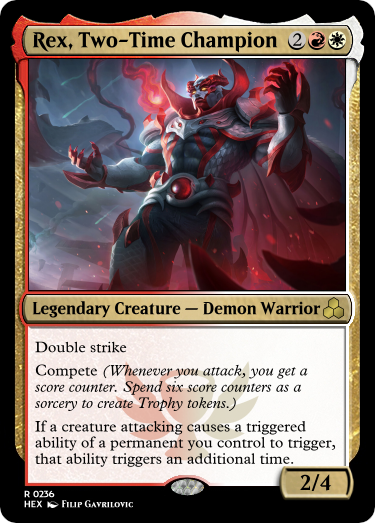 Rex, Two-Time Champion 2
Legendary Creature — Demon Warrior
Double strike
Compete (Whenever you attack, you get a
score counter. Spend six score counters as a
sorcery to create Trophy tokens.)
If a creature attacking causes a triggered
ability of a permanent you control to trigger,
that ability triggers an additional time.
2/4
R 0236
HEX Filip Gavrilovic